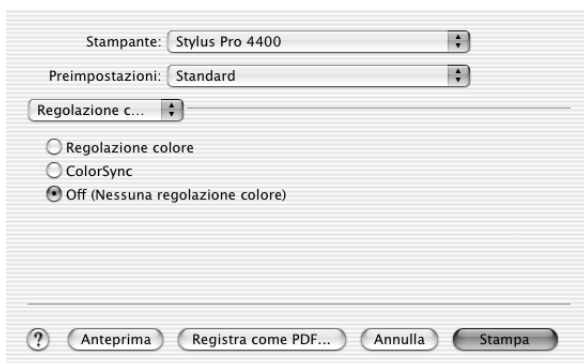 Stampante: Stylus Pro 4400
Preimpostazioni: Standard
Regolazione c...
Regolazione colore
ColorSync
Off (Nessuna regolazione colore)
? Anteprima Registra come PDF... Annulla Stampa